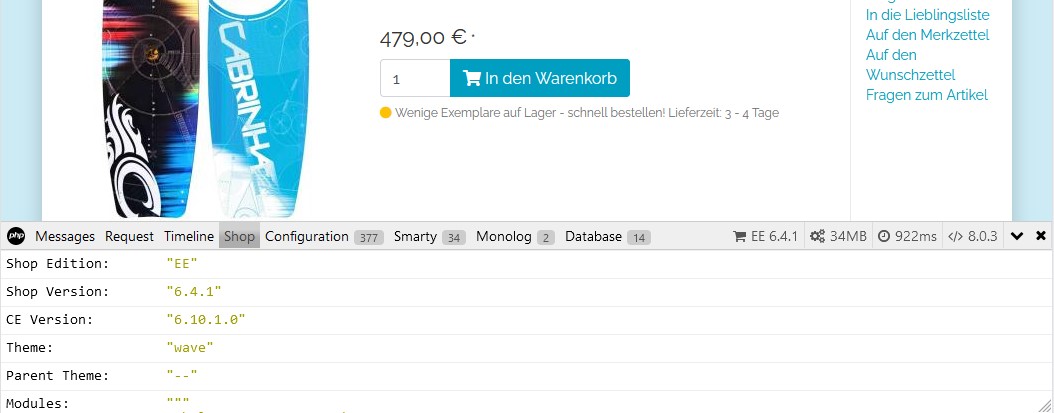 CABRINHA
479,00 € *
1
In den Warenkorb
Wenige Exemplare auf Lager - schnell bestellen! Lieferzeit: 3 - 4 Tage
In die Lieblingsliste
Auf den Merkzettel
Auf den
Wunschzettel
Fragen zum Artikel
php Messages Request Timeline Shop Configuration 377 Smarty 34 Monolog 2 Database 14 EE 6.4.1 34MB 922ms </> 8.0.3
Shop Edition: "EE"
Shop Version: "6.4.1"
CE Version: "6.10.1.0"
Theme: "wave"
Parent Theme: "--"
Modules: """